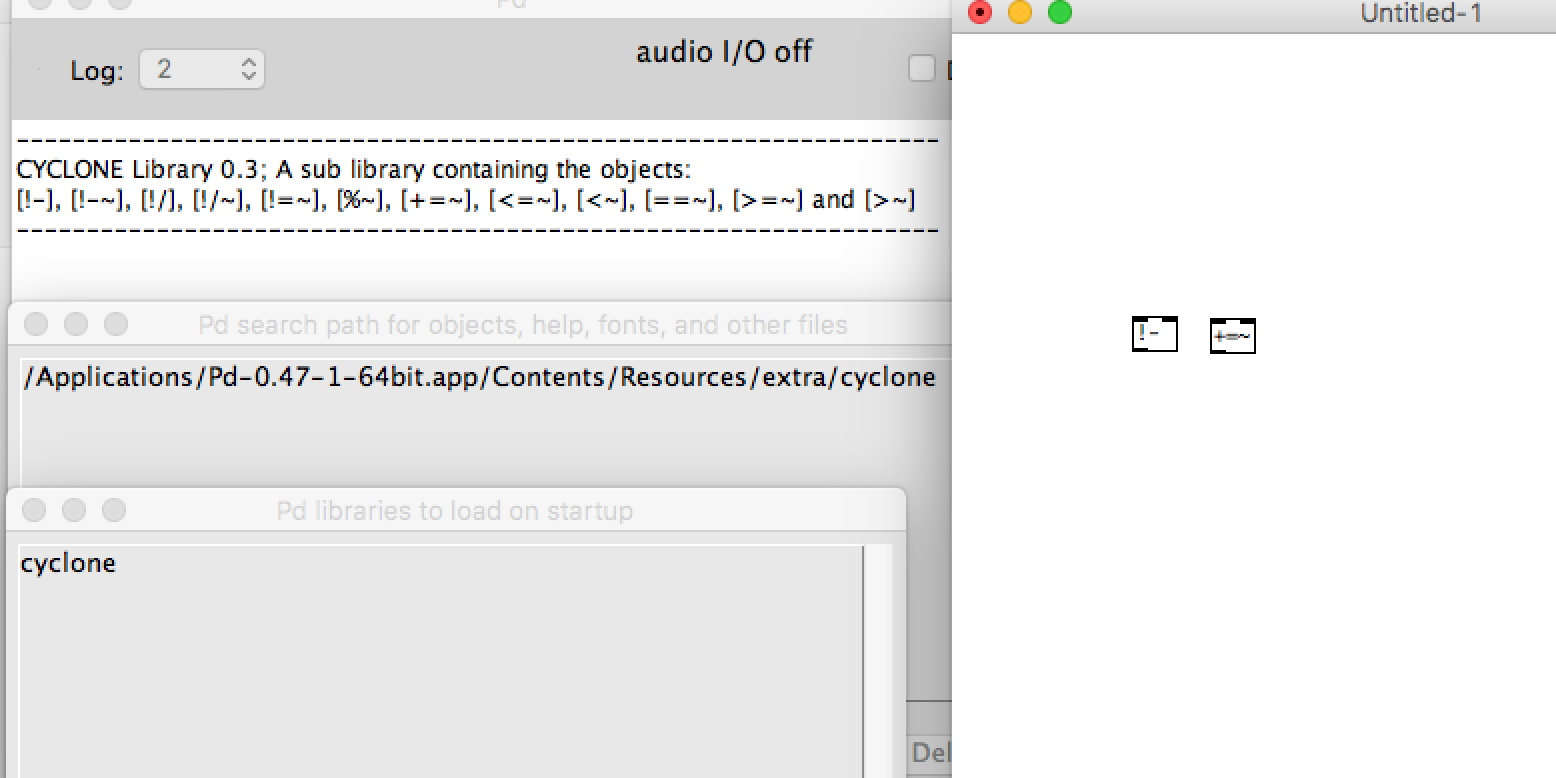 Pd
Untitled-1
audio I/O off
Log: 2
--------------------------------------------------------------------
CYCLONE Library 0.3; A sub library containing the objects:
[!-], [!-~], [!/], [!/~], [!=~], [%~], [+=~], [<=~], [<~], [==~], [>=~] and [>~]
--------------------------------------------------------------------
Pd search path for objects, help, fonts, and other files
!-
+=~
/Applications/Pd-0.47-1-64bit.app/Contents/Resources/extra/cyclone
Pd libraries to load on startup
cyclone
Del